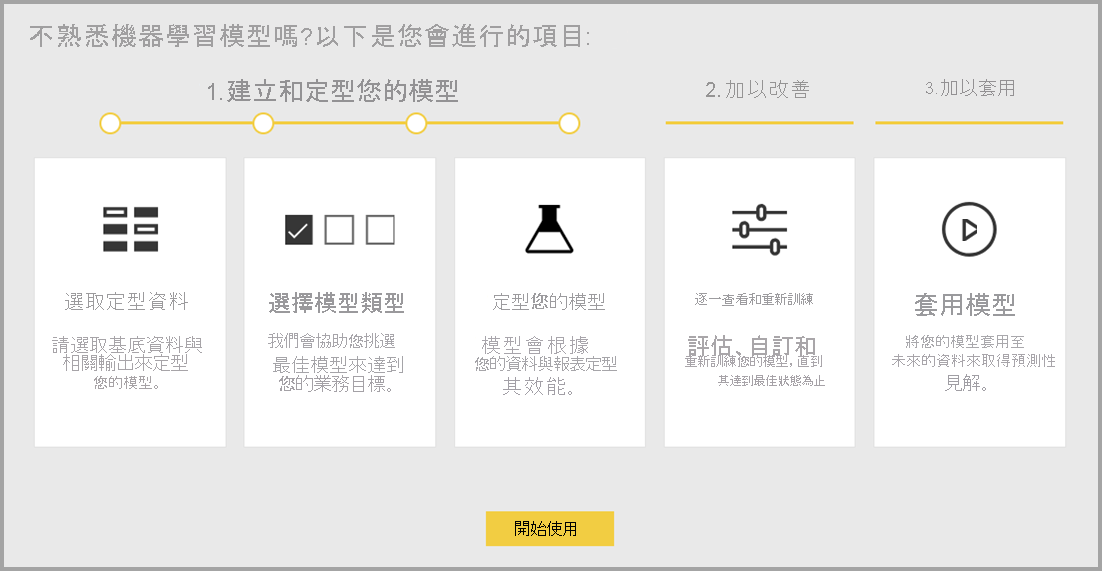 不熟悉機器學習模型嗎?以下是您會進行的項目:
1.建立和定型您的模型
2.加以改善
3.加以套用
選取定型資料
請選取基底資料與
相關輸出來定型
您的模型。
選擇模型類型
我們會協助您挑選
最佳模型來達到
您的業務目標。
定型您的模型
模型會根據
您的資料與報表定型
其效能。
逐一查看和重新訓練
評估、自訂和
重新訓練您的模型,直到
其達到最佳狀態為止
套用模型
將您的模型套用至
未來的資料來取得預測性
見解。
開始使用